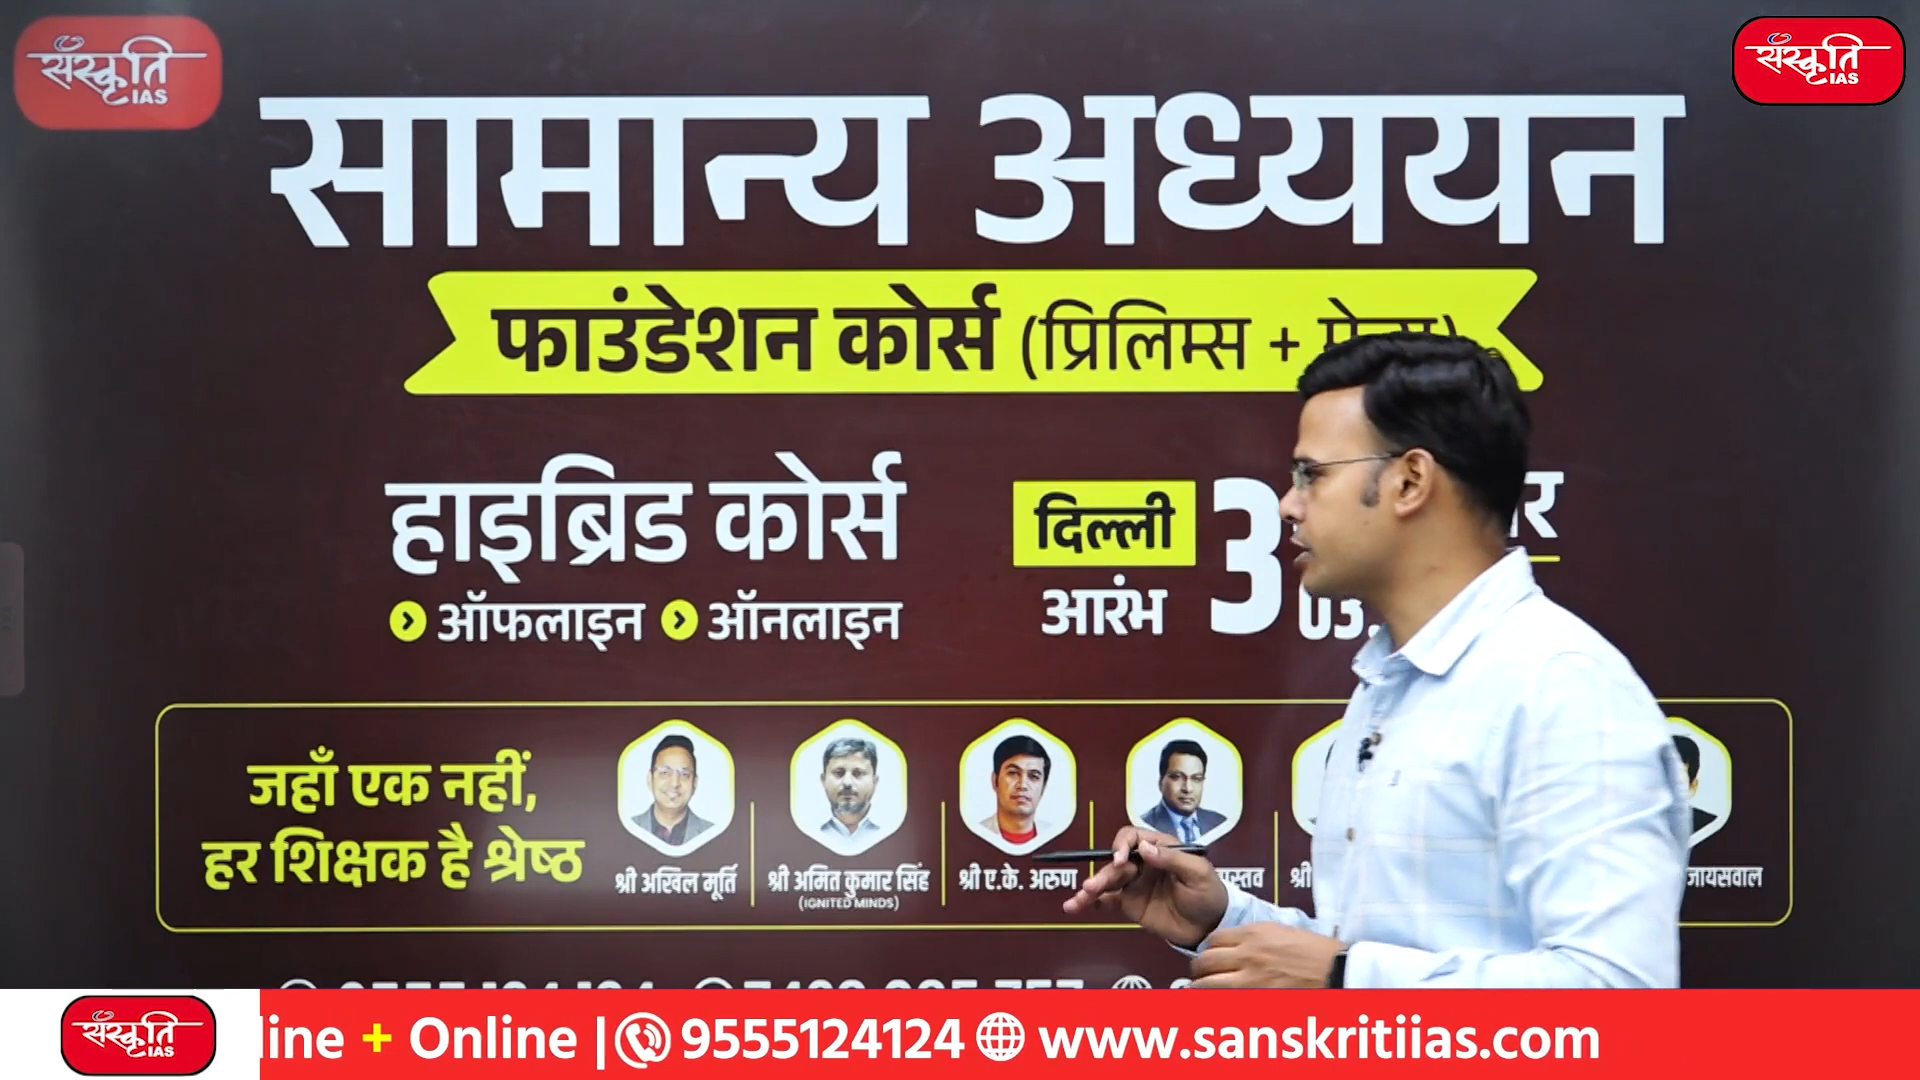 संस्कृति
IAS
संस्कृति
IAS
सामान्य अध्ययन
फाउंडेशन कोर्स (प्रिलिम्स +
हाइब्रिड कोर्स
ऑफलाइन ऑनलाइन
दिल्ली
आरंभ
3
03.
जहाँ एक नहीं,
हर शिक्षक है श्रेष्ठ
श्री अखिल मूर्ति
श्री अमित कुमार सिंह
(IGNITED MINDS)
श्री ए.के. अरुण
श्री
जायसवाल
संस्कृति
IAS
line + Online | 9555124124 www.sanskritiias.com